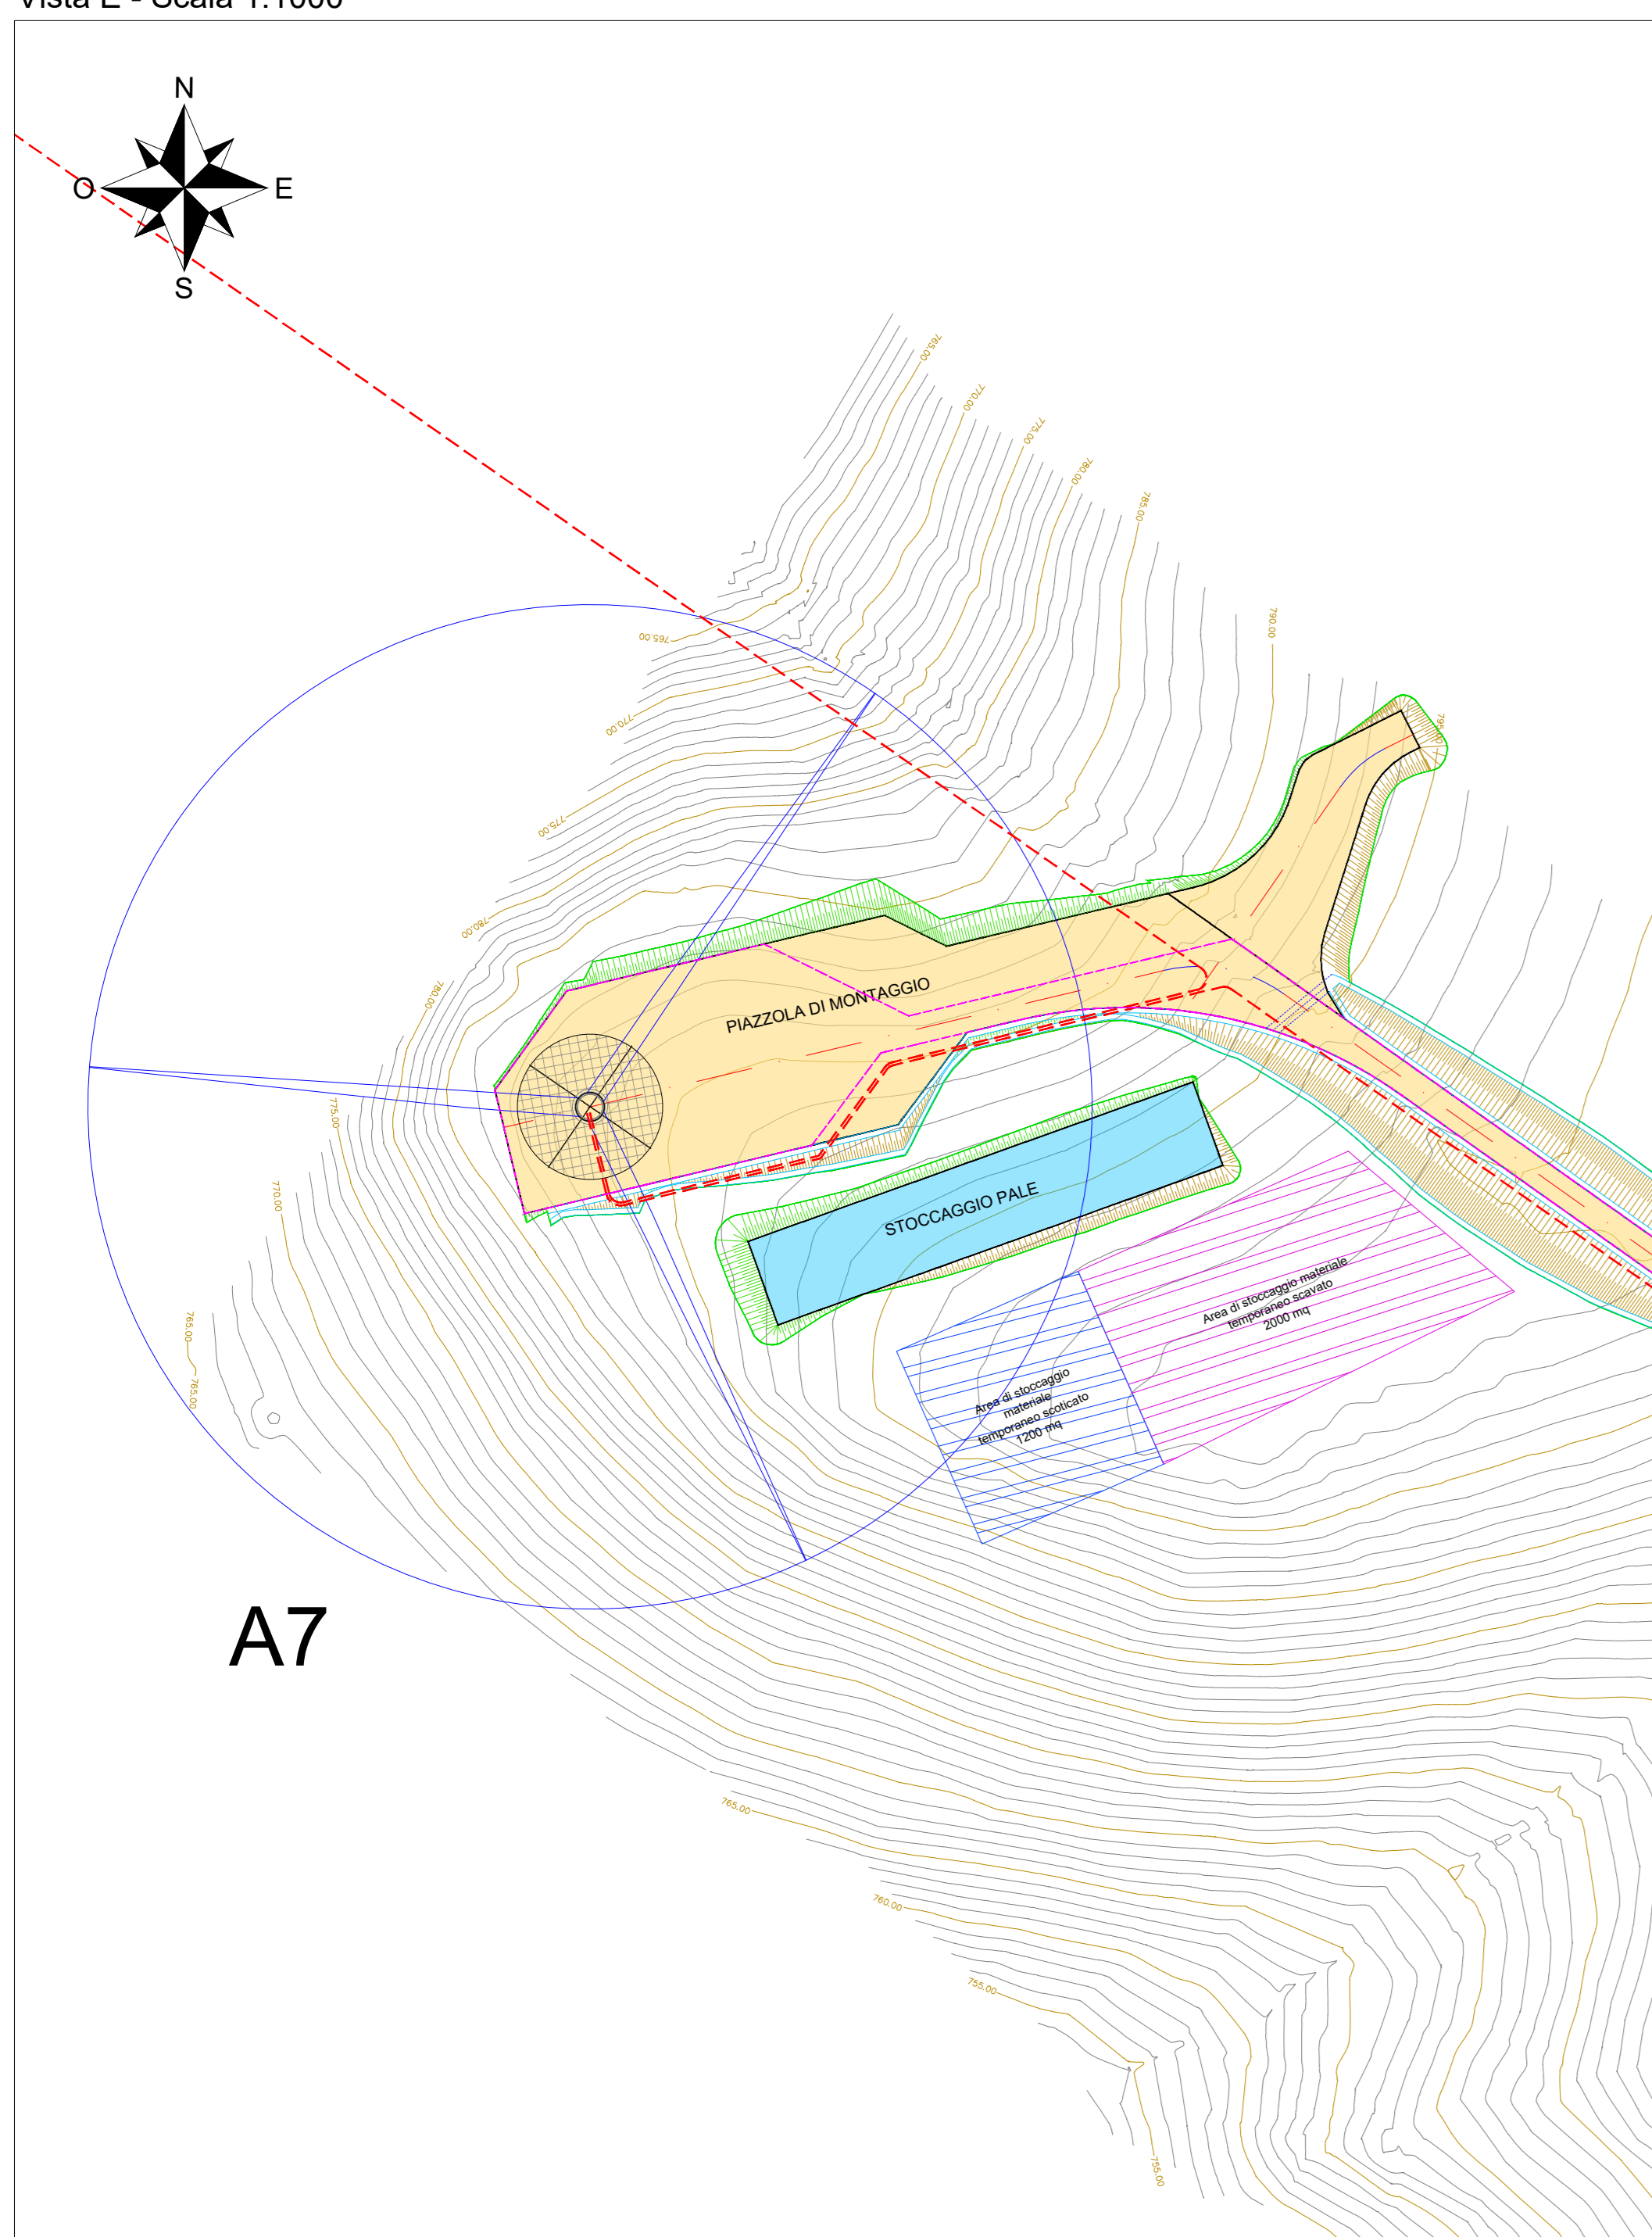 Vista E - Scala 1:1000
N
O
E
S
765.00
770.00
775.00
780.00
785.00
790.00
795.00
765.00
770.00
775.00
780.00
780.00
775.00
770.00
765.00
765.00
PIAZZOLA DI MONTAGGIO
STOCCAGGIO PALE
Area di stoccaggio materiale
temporaneo scavato
2000 mq
Area di stoccaggio
materiale
temporaneo scoticato
1200 mq
A7
765.00
760.00
755.00
755.00